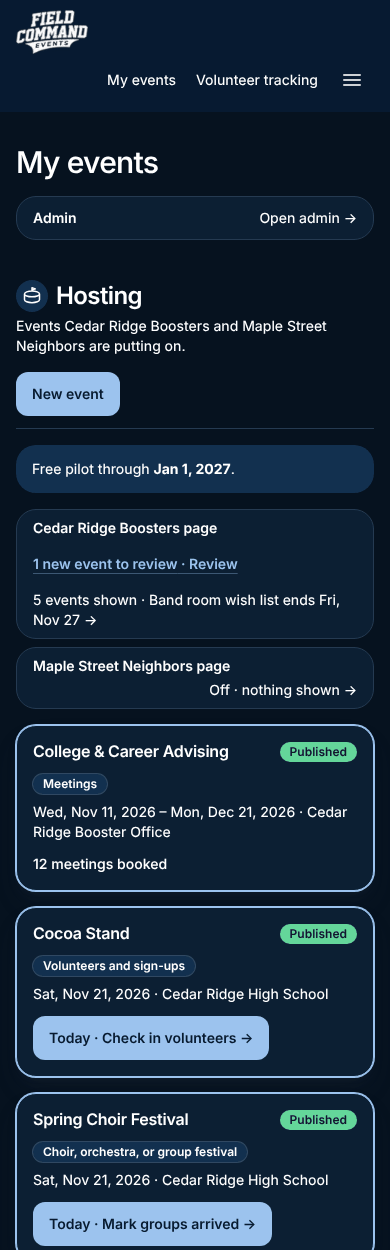 FIELD
COMMAND
EVENTS
My events Volunteer tracking
My events
Admin Open admin →
Hosting
Events Cedar Ridge Boosters and Maple Street
Neighbors are putting on.
New event
Free pilot through Jan 1, 2027.
Cedar Ridge Boosters page
1 new event to review · Review
5 events shown · Band room wish list ends Fri,
Nov 27 →
Maple Street Neighbors page
Off · nothing shown →
College & Career Advising Published
Meetings
Wed, Nov 11, 2026 – Mon, Dec 21, 2026 · Cedar
Ridge Booster Office
12 meetings booked
Cocoa Stand Published
Volunteers and sign-ups
Sat, Nov 21, 2026 · Cedar Ridge High School
Today · Check in volunteers →
Spring Choir Festival Published
Choir, orchestra, or group festival
Sat, Nov 21, 2026 · Cedar Ridge High School
Today · Mark groups arrived →